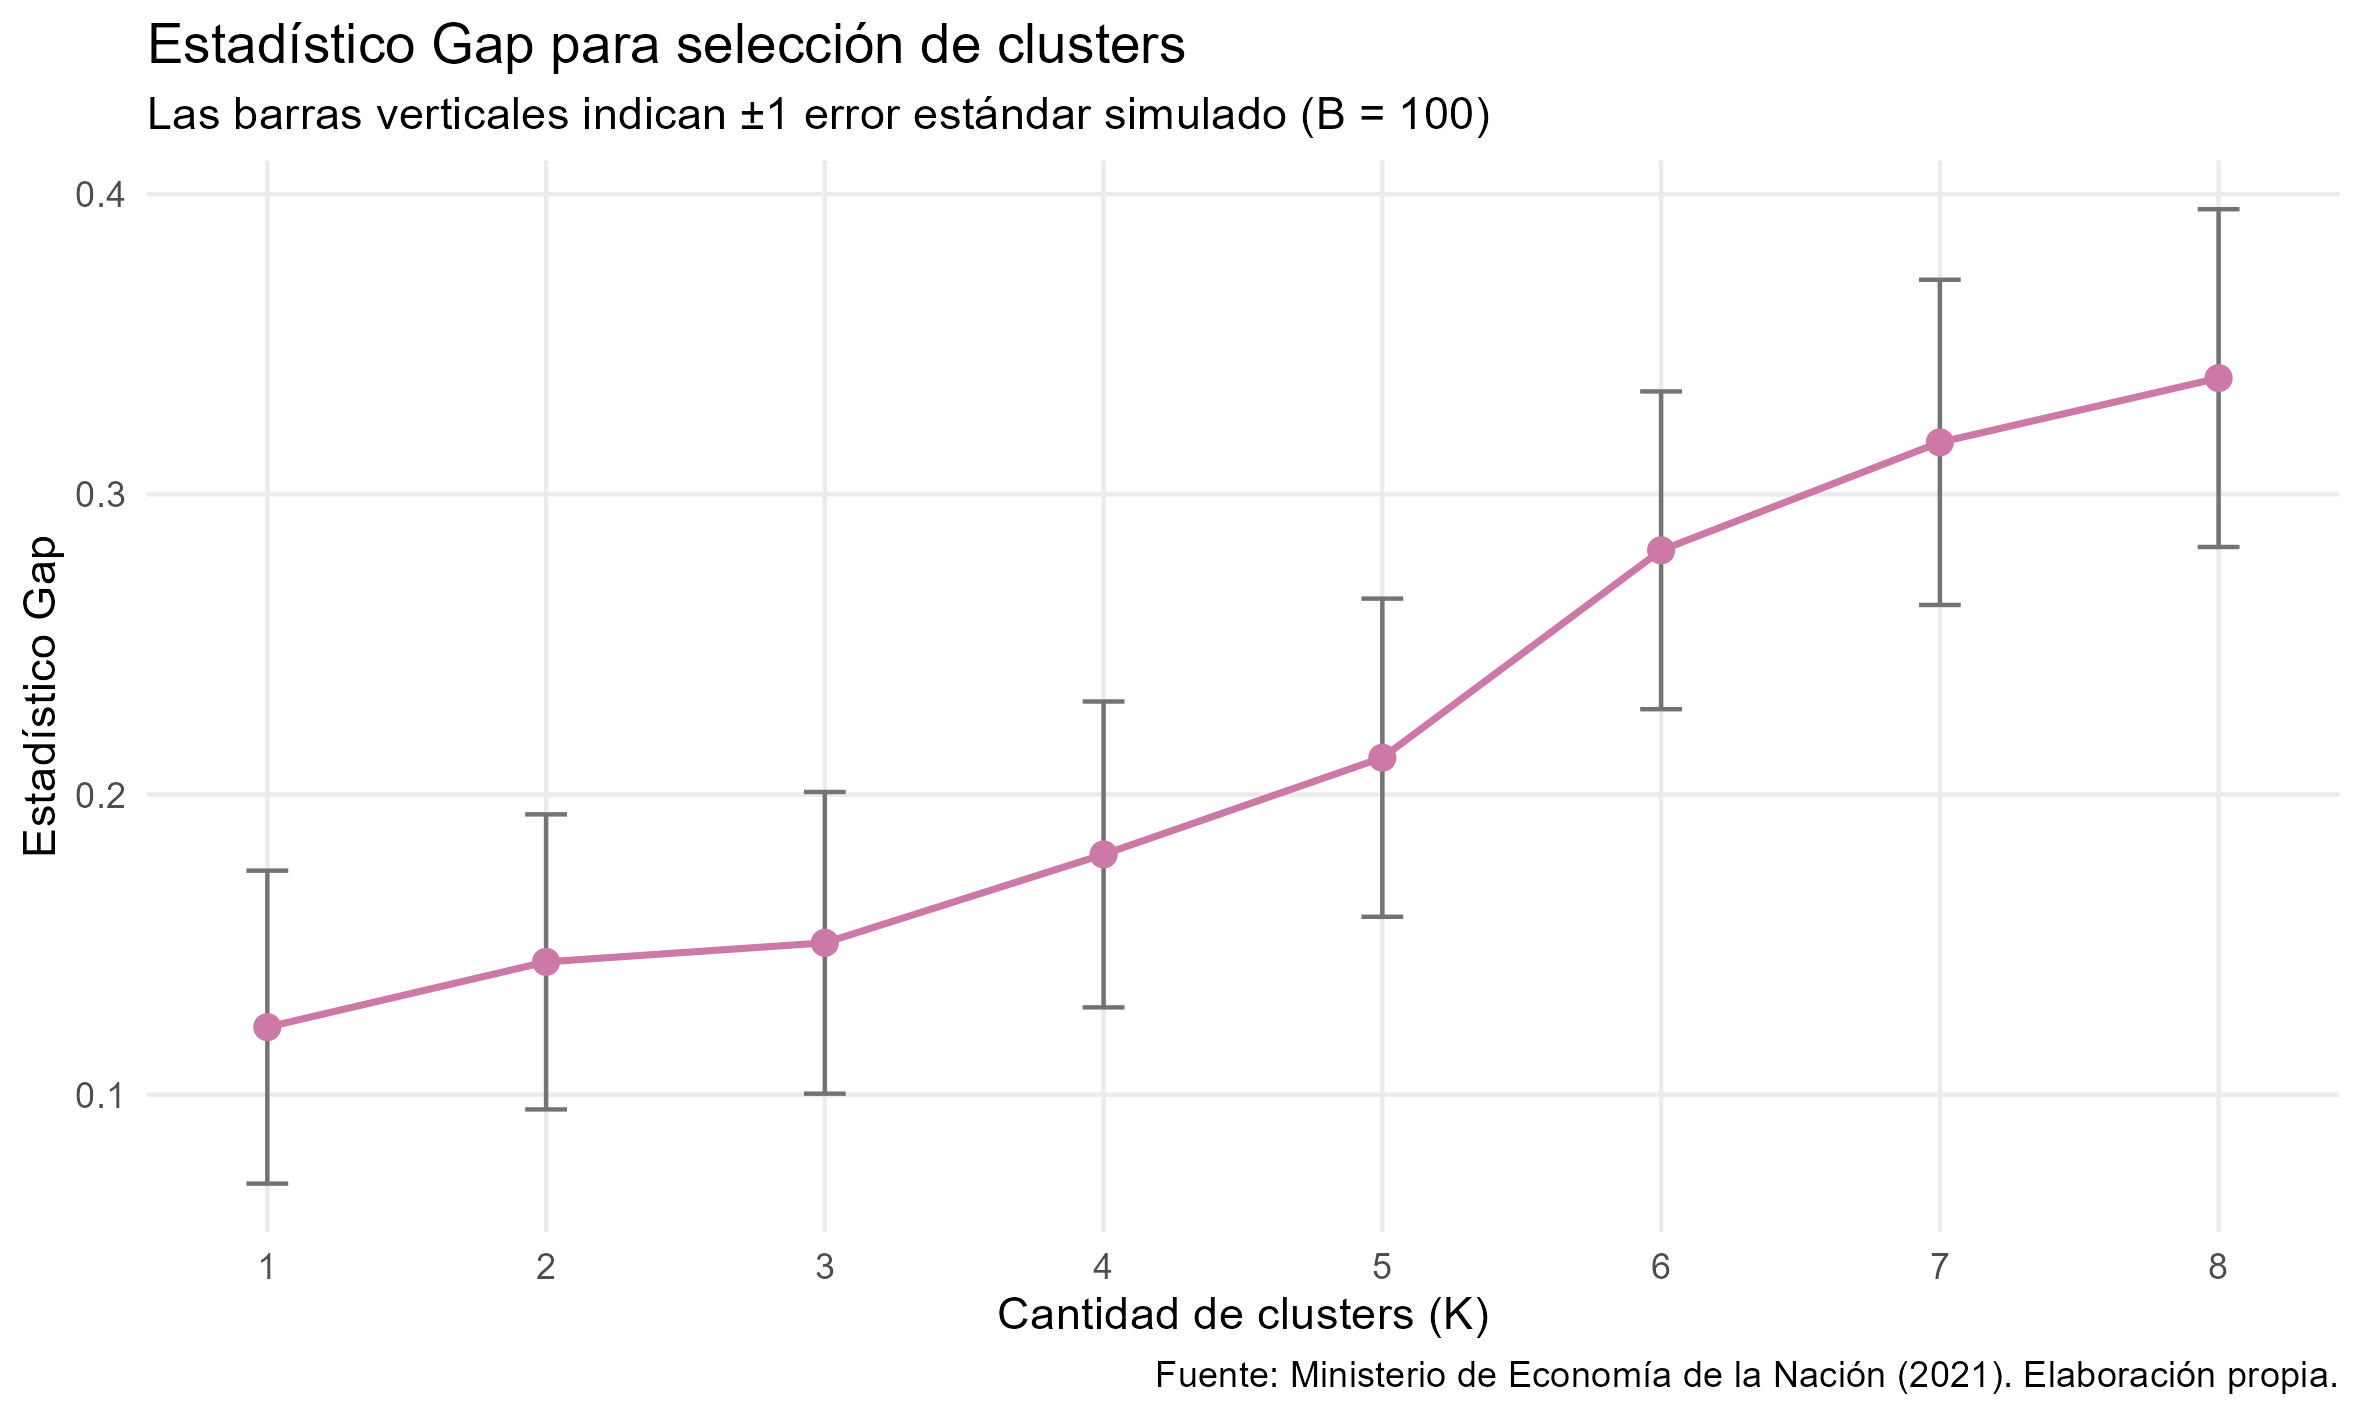 Estadístico Gap para selección de clusters
Las barras verticales indican ±1 error estándar simulado (B = 100)
0.4
0.3
0.2
0.1
Estadístico Gap
1 2 3 4 5 6 7 8
Cantidad de clusters (K)
Fuente: Ministerio de Economía de la Nación (2021). Elaboración propia.